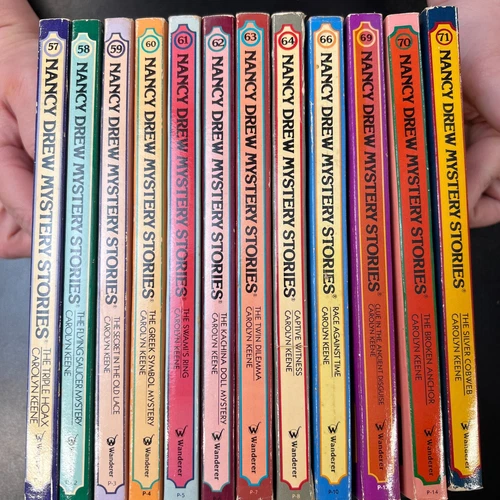 57
NANCY DREW MYSTERY STORIES®
THE TRIPLE HOAX
CAROLYN KEENE
58
NANCY DREW MYSTERY STORIES®
THE FLYING SAUCER MYSTERY
CAROLYN KEENE
59
NANCY DREW MYSTERY STORIES®
THE SECRET IN THE OLD LACE
CAROLYN KEENE
Wanderer
P-3
60
NANCY DREW MYSTERY STORIES®
THE GREEK SYMBOL MYSTERY
CAROLYN KEENE
Wanderer
P-4
61
NANCY DREW MYSTERY STORIES®
THE SWAMI'S RING
CAROLYN KEENE
Wanderer
P-5
62
NANCY DREW MYSTERY STORIES®
THE KACHINA DOLL MYSTERY
CAROLYN KEENE
Wanderer
63
NANCY DREW MYSTERY STORIES®
THE TWIN DILEMMA
CAROLYN KEENE
Wanderer
64
NANCY DREW MYSTERY STORIES®
CAPTIVE WITNESS
CAROLYN KEENE
Wanderer
P-8
66
NANCY DREW MYSTERY STORIES®
RACE AGAINST TIME
CAROLYN KEENE
Wanderer
P-10
69
NANCY DREW MYSTERY STORIES®
CLUE IN THE ANCIENT DISGUISE
CAROLYN KEENE
Wanderer
70
NANCY DREW MYSTERY STORIES®
THE BROKEN ANCHOR
CAROLYN KEENE
Wanderer
P-14
71
NANCY DREW MYSTERY STORIES®
THE SILVER COBWEB
CAROLYN KEENE
Wanderer